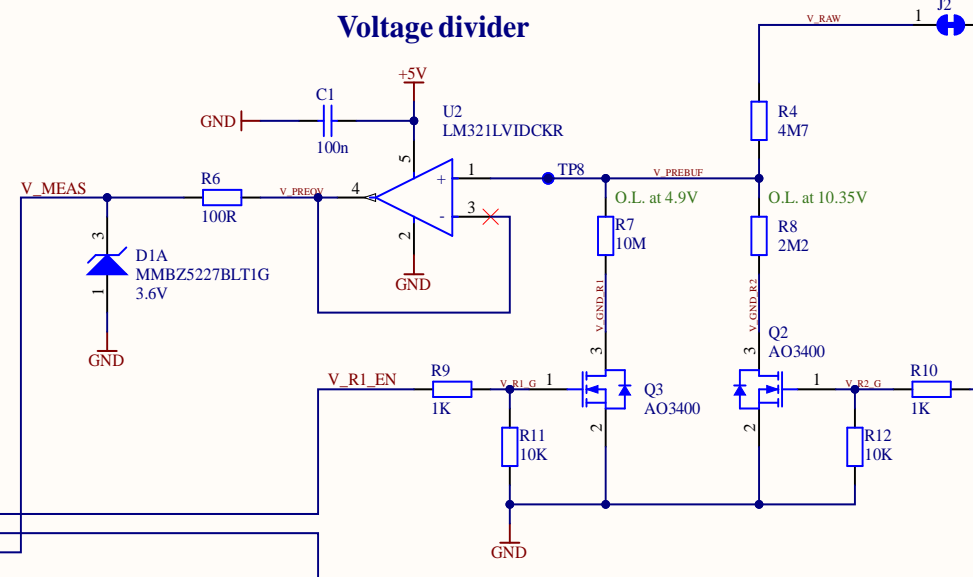 J2
Voltage divider
V_RAW
1
+5V
C1
GND
100n
U2
LM321LVIDCKR
R4
4M7
5
+
1
TP8
V_PREBUF
V_MEAS
R6
100R
V_PREOV
4
-
3
2
O.L. at 4.9V
O.L. at 10.35V
R7
10M
R8
2M2
3
D1A
MMBZ5227BLT1G
3.6V
1
GND
GND
V_GND_R1
V_GND_R2
Q2
AO3400
3
3
V_R1_EN
R9
1K
V_R1_G
1
Q3
AO3400
1
V_R2_G
R10
1K
2
2
R11
10K
R12
10K
GND